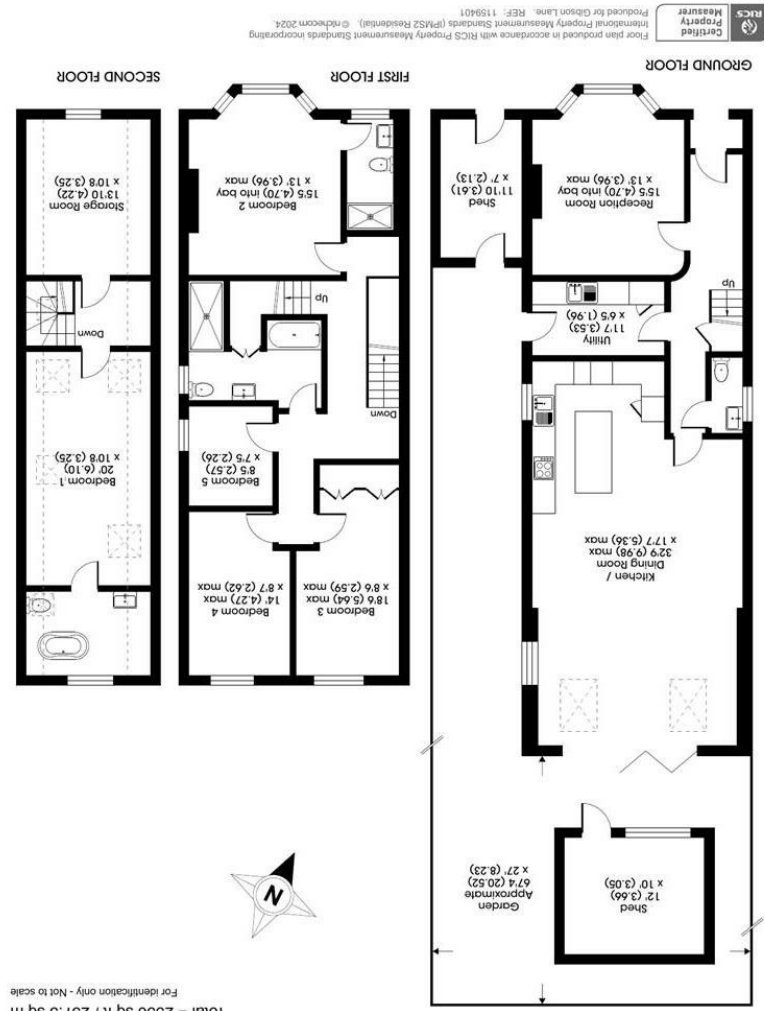 Total = 2556 sq ft / 237.5 sq m
For identification only - Not to scale
N
Shed
12' (3.66)
x 10' (3.05)
Garden
Approximate
67'4 (20.52)
x 27' (8.23)
Bedroom 1
20' (6.10)
x 10'8 (3.25)
Down
Storage Room
13'10 (4.22)
x 10'8 (3.25)
SECOND FLOOR
Bedroom 3
18'6 (5.64) max
x 8'6 (2.59) max
Bedroom 4
14' (4.27) max
x 8'7 (2.62) max
Bedroom 5
8'5 (2.57)
x 7'5 (2.26)
Down
Up
Bedroom 2
15'5 (4.70) into bay
x 13' (3.96) max
FIRST FLOOR
Kitchen /
Dining Room
32'9 (9.98) max
x 17'7 (5.36) max
Utility
11'7 (3.53)
x 6'5 (1.96)
Up
Reception Room
15'5 (4.70) into bay
x 13' (3.96) max
Shed
11'10 (3.61)
x 7' (2.13)
GROUND FLOOR
Certified
Property
Measurer
RICS
Floor plan produced in accordance with RICS Property Measurement Standards incorporating
International Property Measurement Standards (IPMS2 Residential). ©nichecom 2024.
Produced for Gibson Lane. REF: 1159401